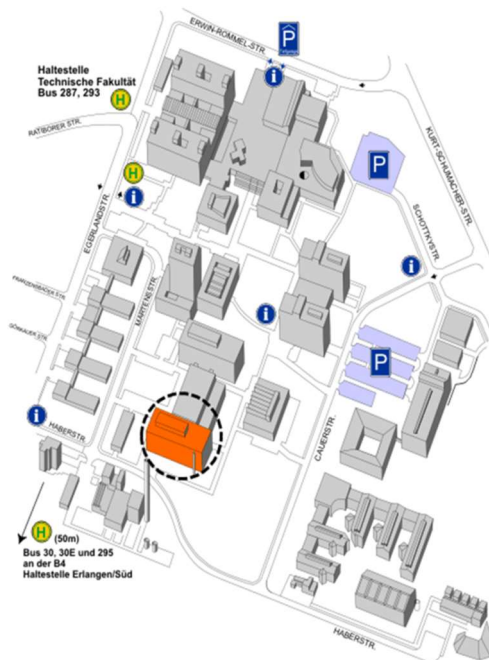 ERWIN-ROMMEL-STR.
P
i
Haltestelle
Technische Fakultät
Bus 287, 293
H
RATIBORER STR.
KURT-SCHUMACHER-STR.
P
H
i
EGERLANDSTR.
SCHOTTKYSTR.
i
MARTENSSTR.
i
P
i
HABERSTR.
CAUERSTR.
H
(50m)
Bus 30, 30E und 295
an der B4
Haltestelle Erlangen/Süd
HABERSTR.